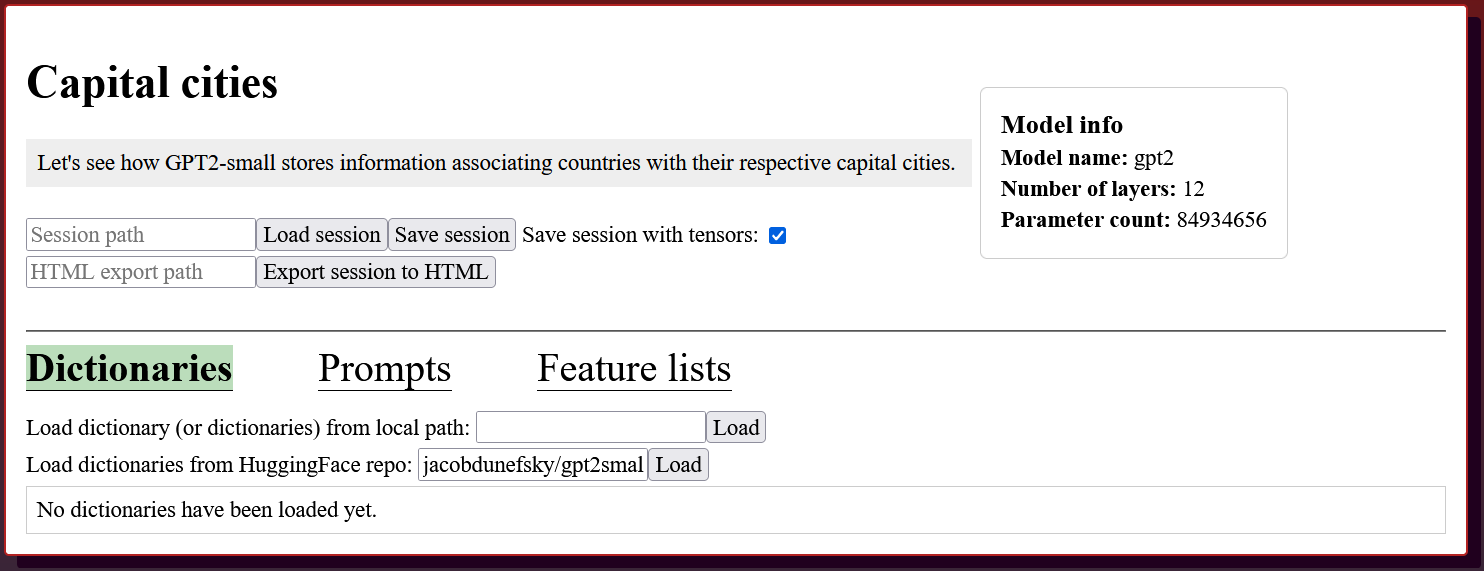 Capital cities
Let's see how GPT2-small stores information associating countries with their respective capital cities.
Model info
Model name: gpt2
Number of layers: 12
Parameter count: 84934656
Session path Load session Save session Save session with tensors:
HTML export path Export session to HTML
Dictionaries Prompts Feature lists
Load dictionary (or dictionaries) from local path: Load
Load dictionaries from HuggingFace repo: jacobdunefsky/gpt2smal Load
No dictionaries have been loaded yet.